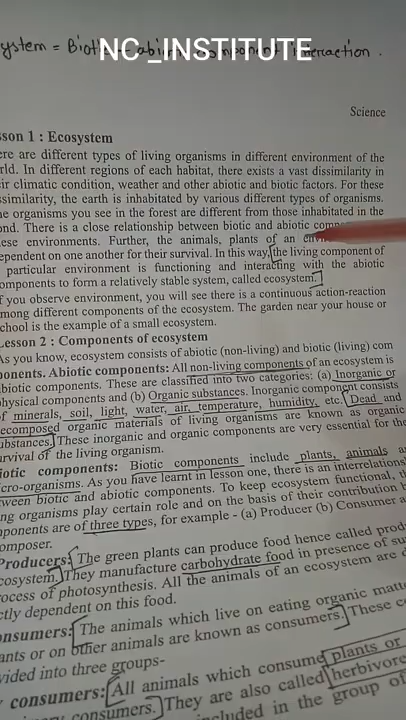 ystem = Biotic - abiotic component interaction.
NC_INSTITUTE
Science
sson 1 : Ecosystem
ere are different types of living organisms in different environment of the
rld. In different regions of each habitat, there exists a vast dissimilarity in
ir climatic condition, weather and other abiotic and biotic factors. For these
ssimilarity, the earth is inhabited by various different types of organisms.
e organisms you see in the forest are different from those inhabited in the
nd. There is a close relationship between biotic and abiotic
ese environments. Further, the animals, plants of an
ependent on one another for their survival. In this way, the living component of
particular environment is functioning and interacting with the abiotic
omponents to form a relatively stable system, called ecosystem.
f you observe environment, you will see there is a continuous action-reaction
mong different components of the ecosystem. The garden near your house or
chool is the example of a small ecosystem.
Lesson 2 : Components of ecosystem
As you know, ecosystem consists of abiotic (non-living) and biotic (living) com
ponents. Abiotic components: All non-living components of an ecosystem is
abiotic components. These are classified into two categories: (a) Inorganic or
physical components and (b) Organic substances. Inorganic component consists
of minerals, soil, light, water, air, temperature, humidity, etc. Dead and
decomposed organic materials of living organisms are known as organic
substances. These inorganic and organic components are very essential for the
urvival of the living organism.
iotic components: Biotic components include plants, animals
cro-organisms. As you have learnt in lesson one, there is an interrelations
tween biotic and abiotic components. To keep ecosystem functional,
ing organisms play certain role and on the basis of their contribution
ponents are of three types, for example - (a) Producer (b) Consumer a
omposer.
Producers: The green plants can produce food hence called prod
cosystem. They manufacture carbohydrate food in presence of su
rocess of photosynthesis. All the animals of an ecosystem are d
ctly dependent on this food.
onsumers: The animals which live on eating organic matt
ants or on other animals are known as consumers. These c
vided into three groups-
consumers: All animals which consume plants or
consumers. They are also called herbivore
included in the group of